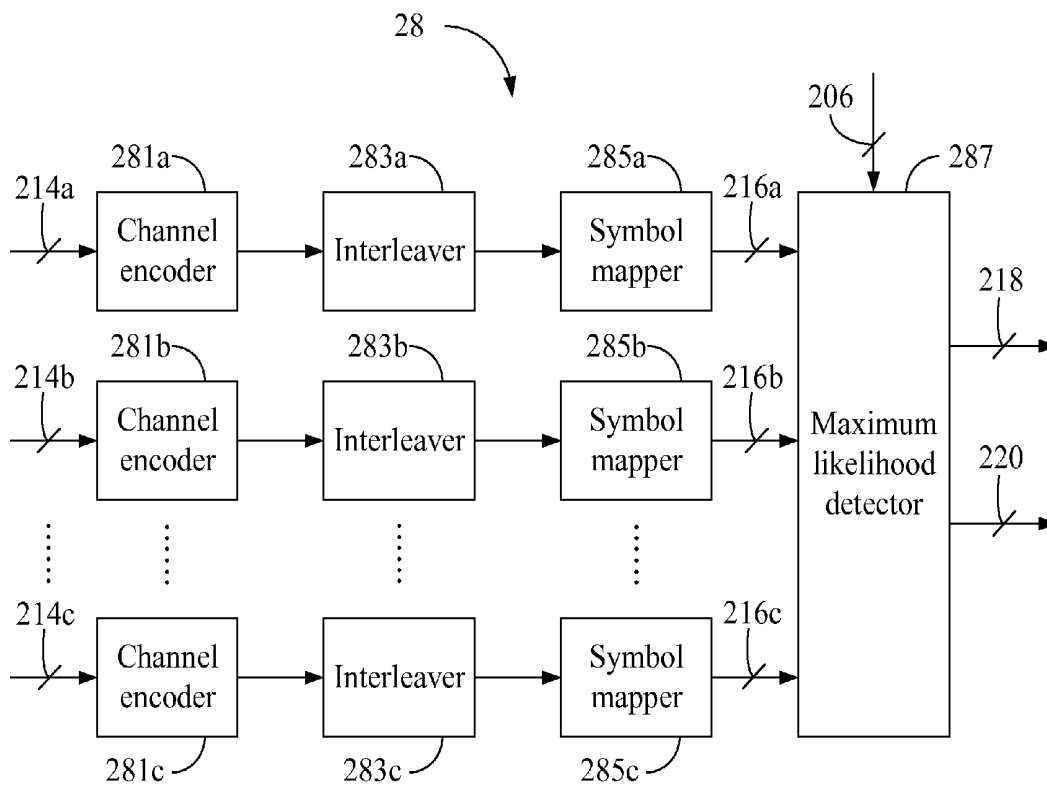 28
206
281a
283a
285a
287
214a
216a
Channel
encoder
Interleaver
Symbol
mapper
218
281b
283b
285b
214b
216b
Channel
encoder
Interleaver
Symbol
mapper
Maximum
likelihood
detector
220
214c
216c
Channel
encoder
Interleaver
Symbol
mapper
281c
283c
285c